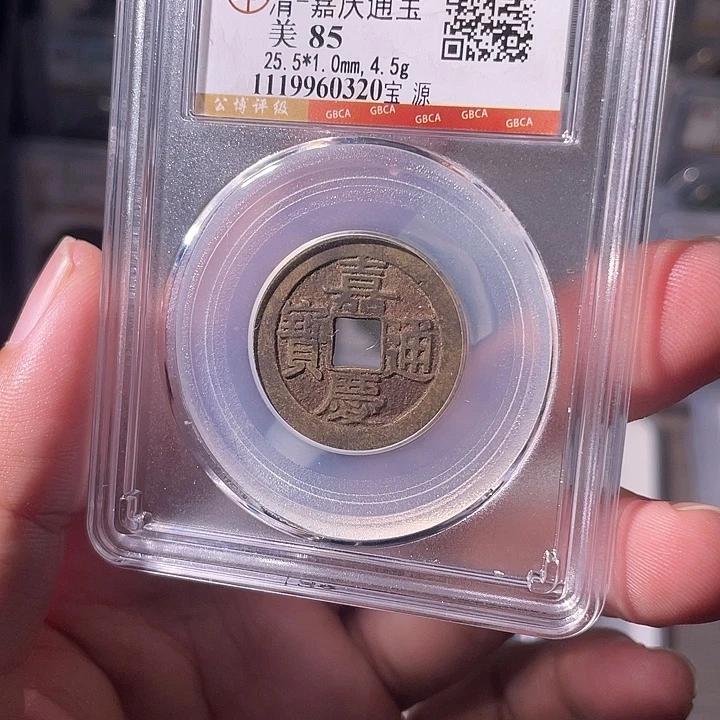 清-嘉庆通宝
美 85
25.5*1.0mm,4.5g
1119960320宝 源
公博评级 GBCA GBCA GBCA GBCA GBCA
嘉慶通寶